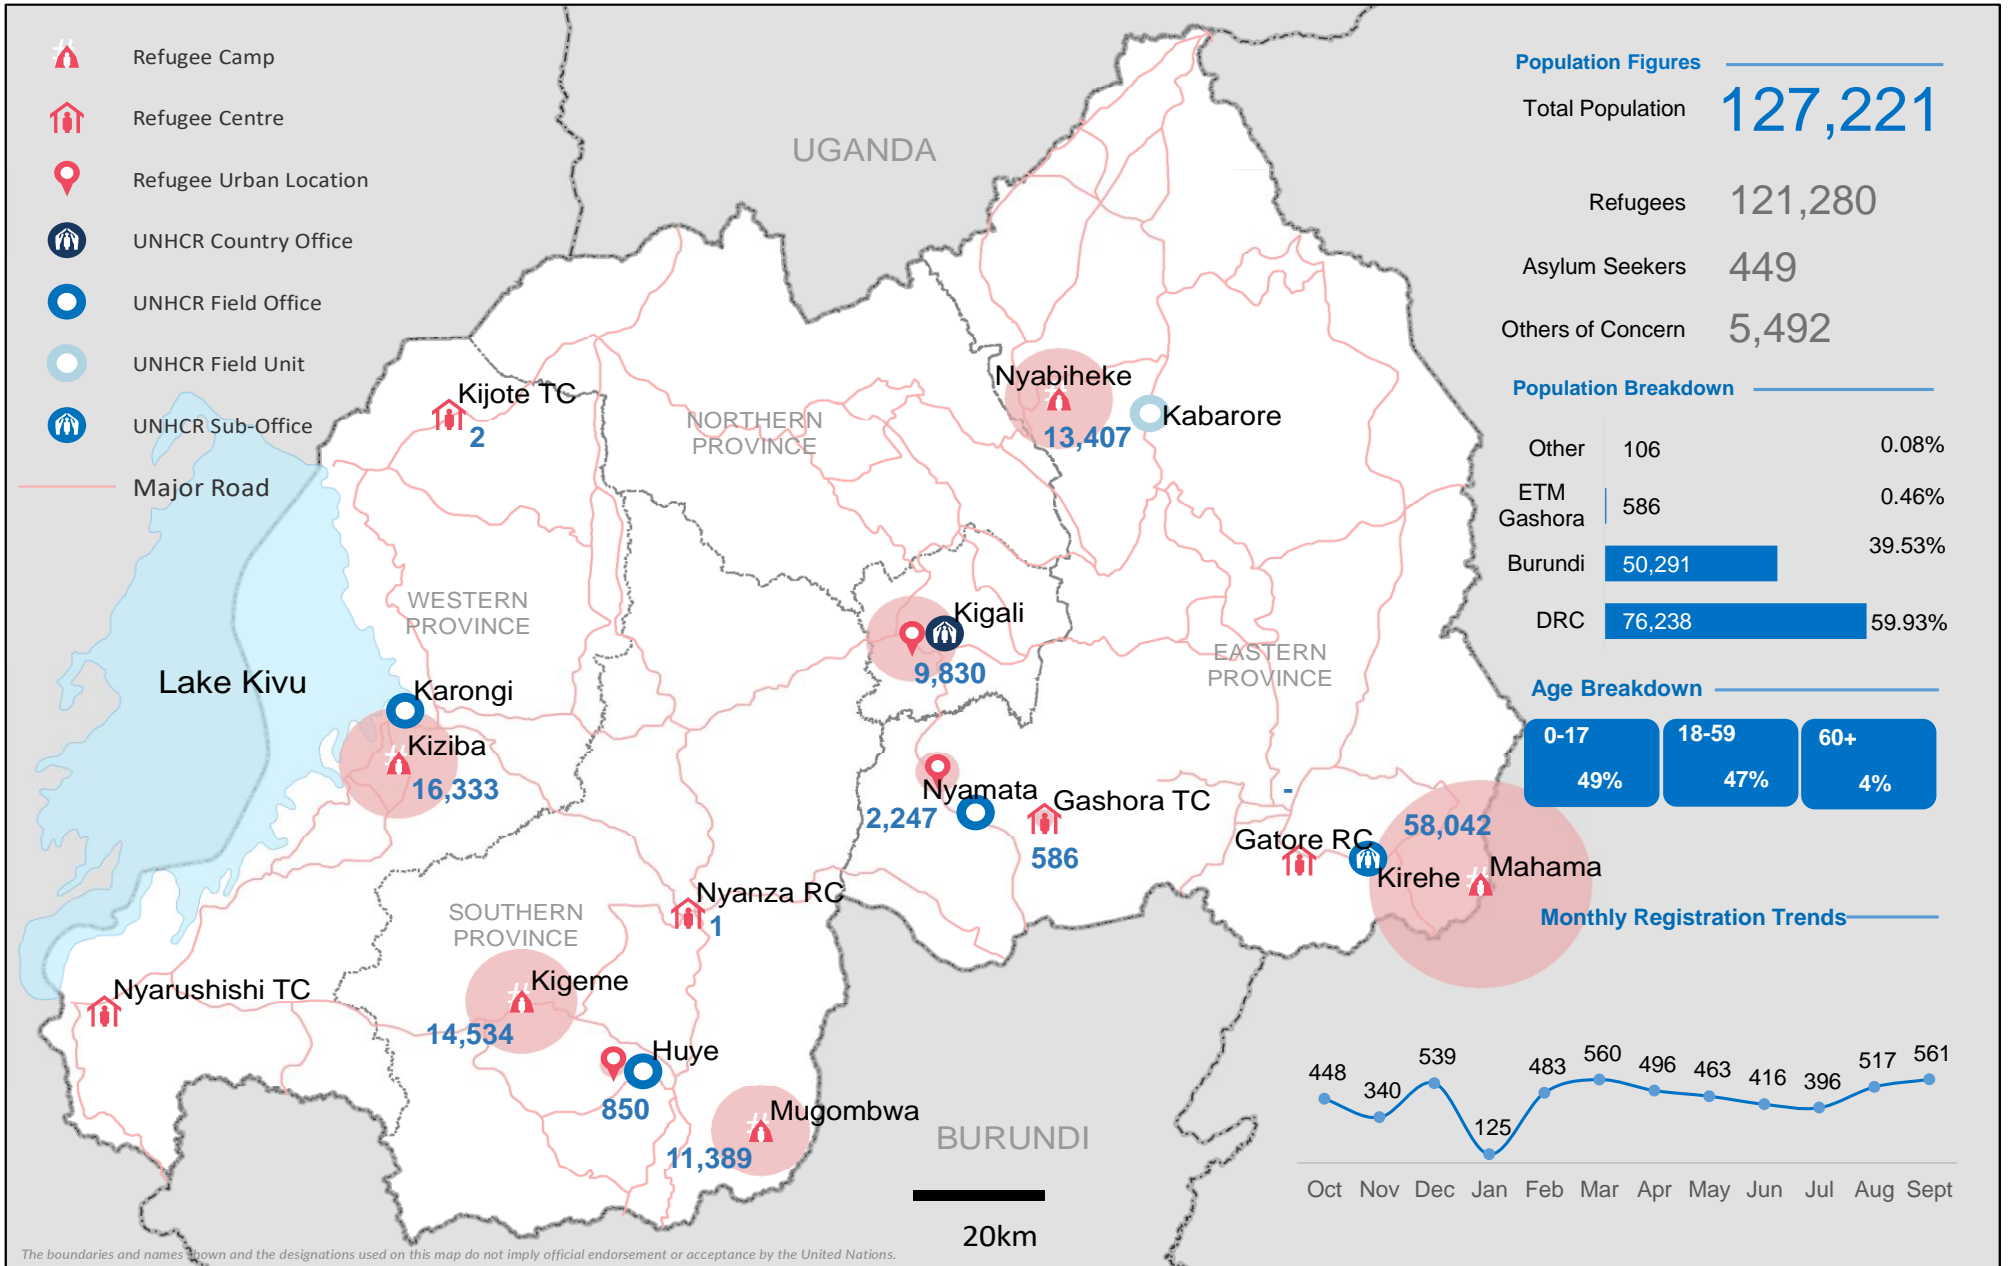 Refugee Camp
Refugee Centre
Refugee Urban Location
UNHCR Country Office
UNHCR Field Office
UNHCR Field Unit
UNHCR Sub-Office
Major Road
UGANDA
Kijote TC
2
NORTHERN
PROVINCE
Nyabiheke
13,407
Kabarore
WESTERN
PROVINCE
Kigali
9,830
EASTERN
PROVINCE
Lake Kivu
Karongi
Kiziba
16,333
Nyamata
2,247
Gashora TC
586
-
Gatore RC
58,042
Kirehe
Mahama
Nyanza RC
1
SOUTHERN
PROVINCE
Kigeme
14,534
Nyarushishi TC
Huye
850
Mugombwa
11,389
BURUNDI
20km
The boundaries and names shown and the designations used on this map do not imply official endorsement or acceptance by the United Nations.
Population Figures
Total Population 127,221
Refugees 121,280
Asylum Seekers 449
Others of Concern 5,492
Population Breakdown
Other 106 0.08%
ETM
Gashora 586 0.46%
Burundi 50,291 39.53%
DRC 76,238 59.93%
Age Breakdown
0-17 18-59 60+
49% 47% 4%
Monthly Registration Trends
448 340 539 125 483 560 496 463 416 396 517 561
Oct Nov Dec Jan Feb Mar Apr May Jun Jul Aug Sept